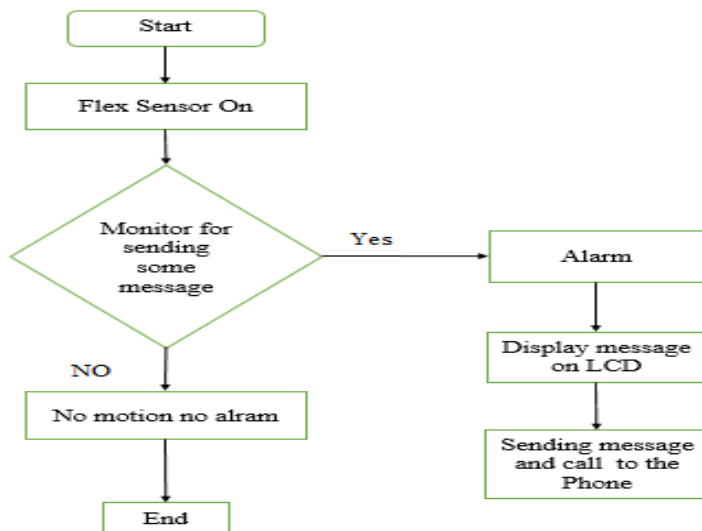 Start
Flex Sensor On
Monitor for
sending
some
message
Yes
Alarm
Display message
on LCD
Sending message
and call to the
Phone
NO
No motion no alram
End